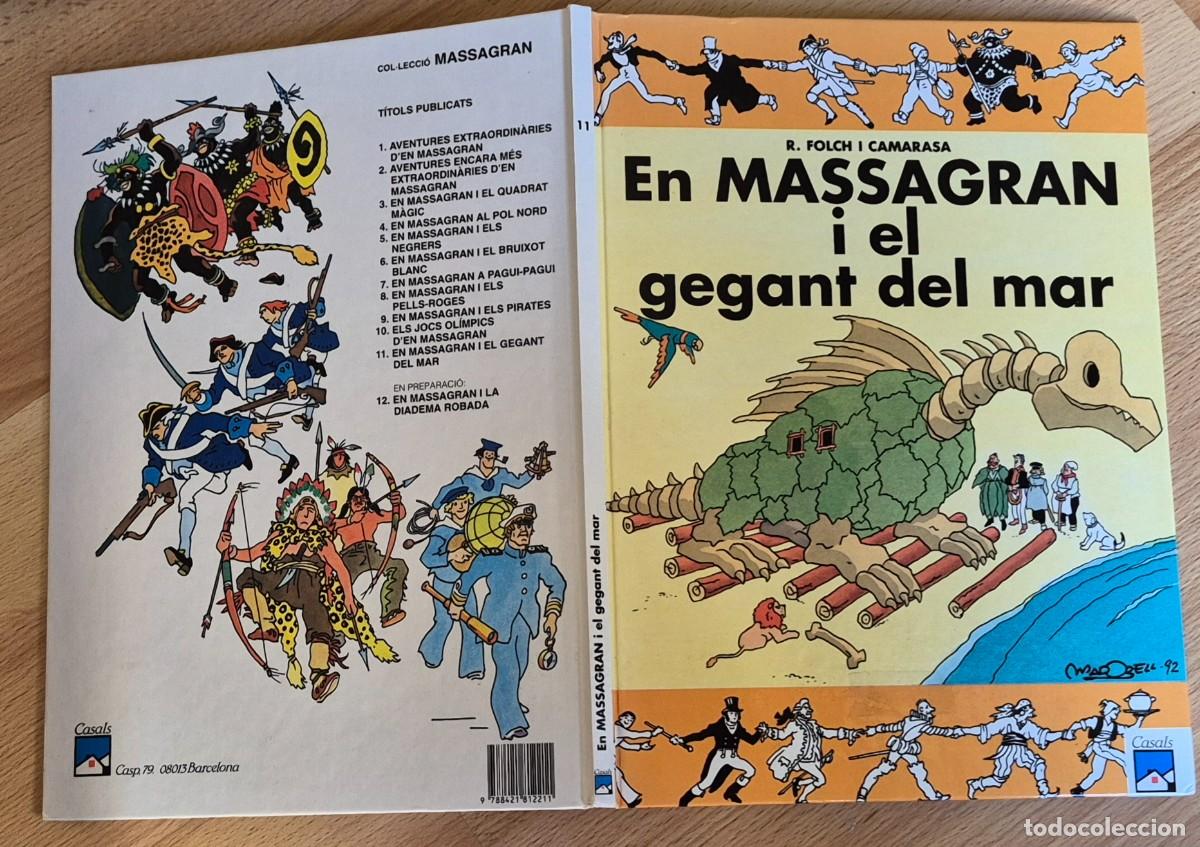 COL·LECCIÓ MASSAGRAN
TÍTOLS PUBLICATS
1. AVENTURES EXTRAORDINÀRIES
D'EN MASSAGRAN
2. AVENTURES ENCARA MÉS
EXTRAORDINÀRIES D'EN
MASSAGRAN
3. EN MASSAGRAN I EL QUADRAT
MÀGIC
4. EN MASSAGRAN AL POL NORD
5. EN MASSAGRAN I ELS
NEGRERS
6. EN MASSAGRAN I EL BRUIXOT
BLANC
7. EN MASSAGRAN A PAGUI-PAGUI
8. EN MASSAGRAN I ELS
PELLS-ROGES
9. EN MASSAGRAN I ELS PIRATES
10. ELS JOCS OLÍMPICS
D'EN MASSAGRAN
11. EN MASSAGRAN I EL GEGANT
DEL MAR
EN PREPARACIÓ:
12. EN MASSAGRAN I LA
DIADEMA ROBADA
Casals
Casp, 79. 08013 Barcelona
9 788421 812211
11
En MASSAGRAN i el gegant del mar
Casals
R. FOLCH I CAMARASA
En MASSAGRAN
i el
gegant del mar
MADORELL-92
Casals
todocoleccion